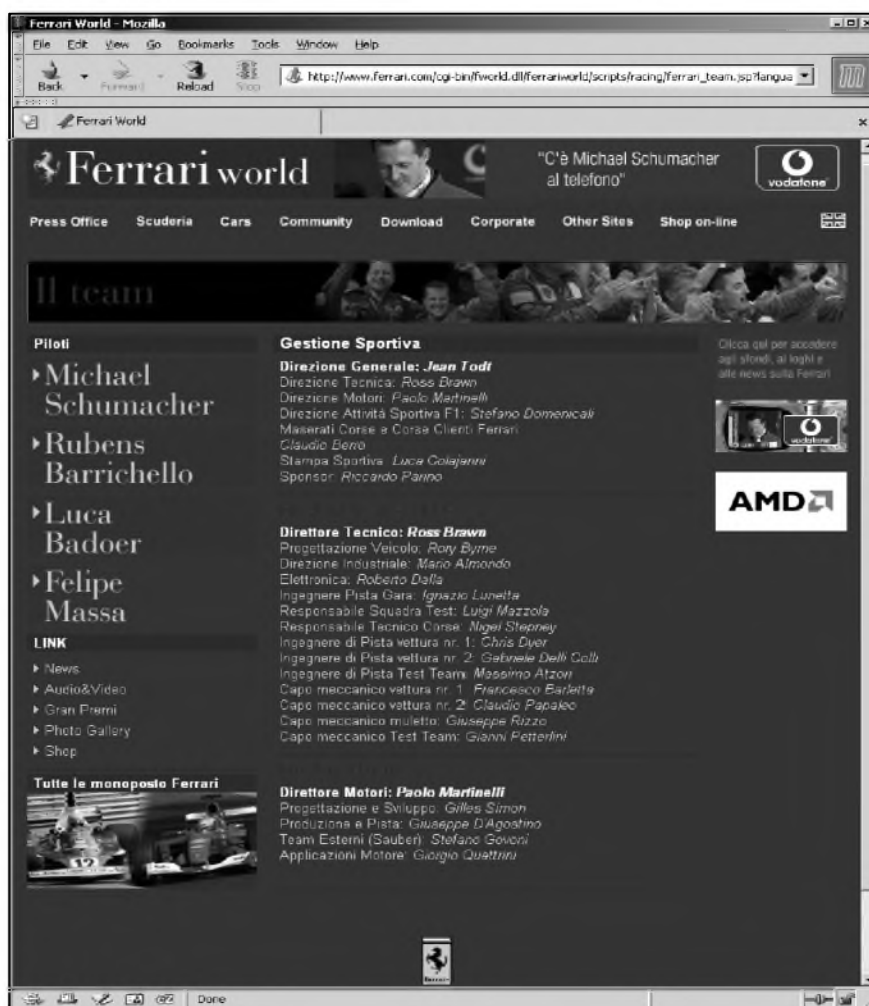 Ferrari World - Mozilla
File Edit View Go Bookmarks Tools Window Help
Back Forward Reload Stop
http://www.ferrari.com/cgi-bin/fworld.dll/ferrariworld/scripts/racing/ferrari_team.jsp?langua
Ferrari World
Ferrari world
"C'è Michael Schumacher
al telefono"
vodafone
Press Office Scuderia Cars Community Download Corporate Other Sites Shop on-line
Il team
Piloti
Michael
Schumacher
Rubens
Barrichello
Luca
Badoer
Felipe
Massa
LINK
News
Audio&Video
Gran Premi
Photo Gallery
Shop
Tutte le monoposto Ferrari
12
Gestione Sportiva
Direzione Generale: Jean Todt
Direzione Tecnica: Ross Brawn
Direzione Motori: Paolo Martinelli
Direzione Attività Sportiva F1: Stefano Domenicali
Maserati Corse e Corse Clienti Ferrari
Claudio Berro
Stampa Sportiva: Luca Colajanni
Sponsor: Riccardo Parino
Direttore Tecnico: Ross Brawn
Progettazione Veicolo: Rory Byrne
Direzione Industriale: Mario Almondo
Elettronica: Roberto Dalla
Ingegnere Pista Gara: Ignazio Lunetta
Responsabile Squadra Test: Luigi Mazzola
Responsabile Tecnico Corse: Nigel Stepney
Ingegnere di Pista vettura nr. 1: Chris Dyer
Ingegnere di Pista vettura nr. 2: Gabriele Delli Colli
Ingegnere di Pista Test Team: Massimo Atzori
Capo meccanico vettura nr. 1: Francesco Barletta
Capo meccanico vettura nr. 2: Claudio Papaleo
Capo meccanico muletto: Giuseppe Rizzo
Capo meccanico Test Team: Gianni Petterlini
Direttore Motori: Paolo Martinelli
Progettazione e Sviluppo: Gilles Simon
Produzione e Pista: Giuseppe D'Agostino
Team Esterni (Sauber): Stefano Govoni
Applicazioni Motore: Giorgio Quattrini
Clicca qui per accedere
agli sfondi, ai loghi e
alle news sulla Ferrari
vodafone
AMD
Done